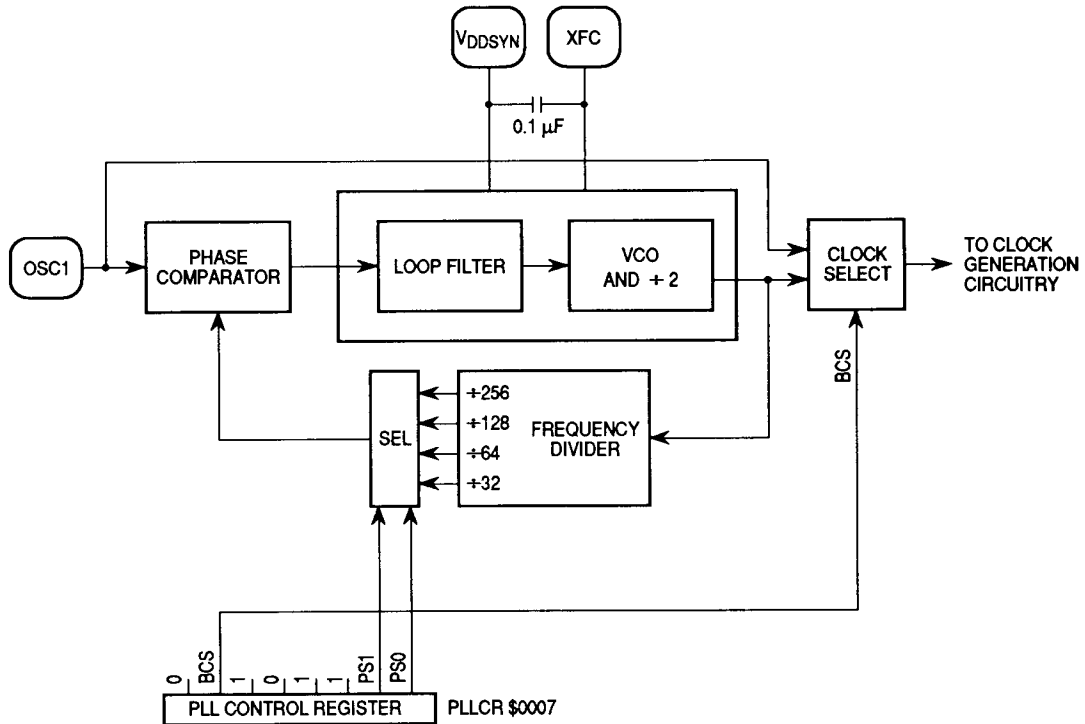 VDDSYN
XFC
0.1 µF
OSC1
PHASE
COMPARATOR
LOOP FILTER
VCO
AND ÷ 2
CLOCK
SELECT
TO CLOCK
GENERATION
CIRCUITRY
BCS
SEL
÷256
÷128
÷64
÷32
FREQUENCY
DIVIDER
0
BCS
1
0
1
1
PS1
PS0
PLL CONTROL REGISTER
PLLCR $0007